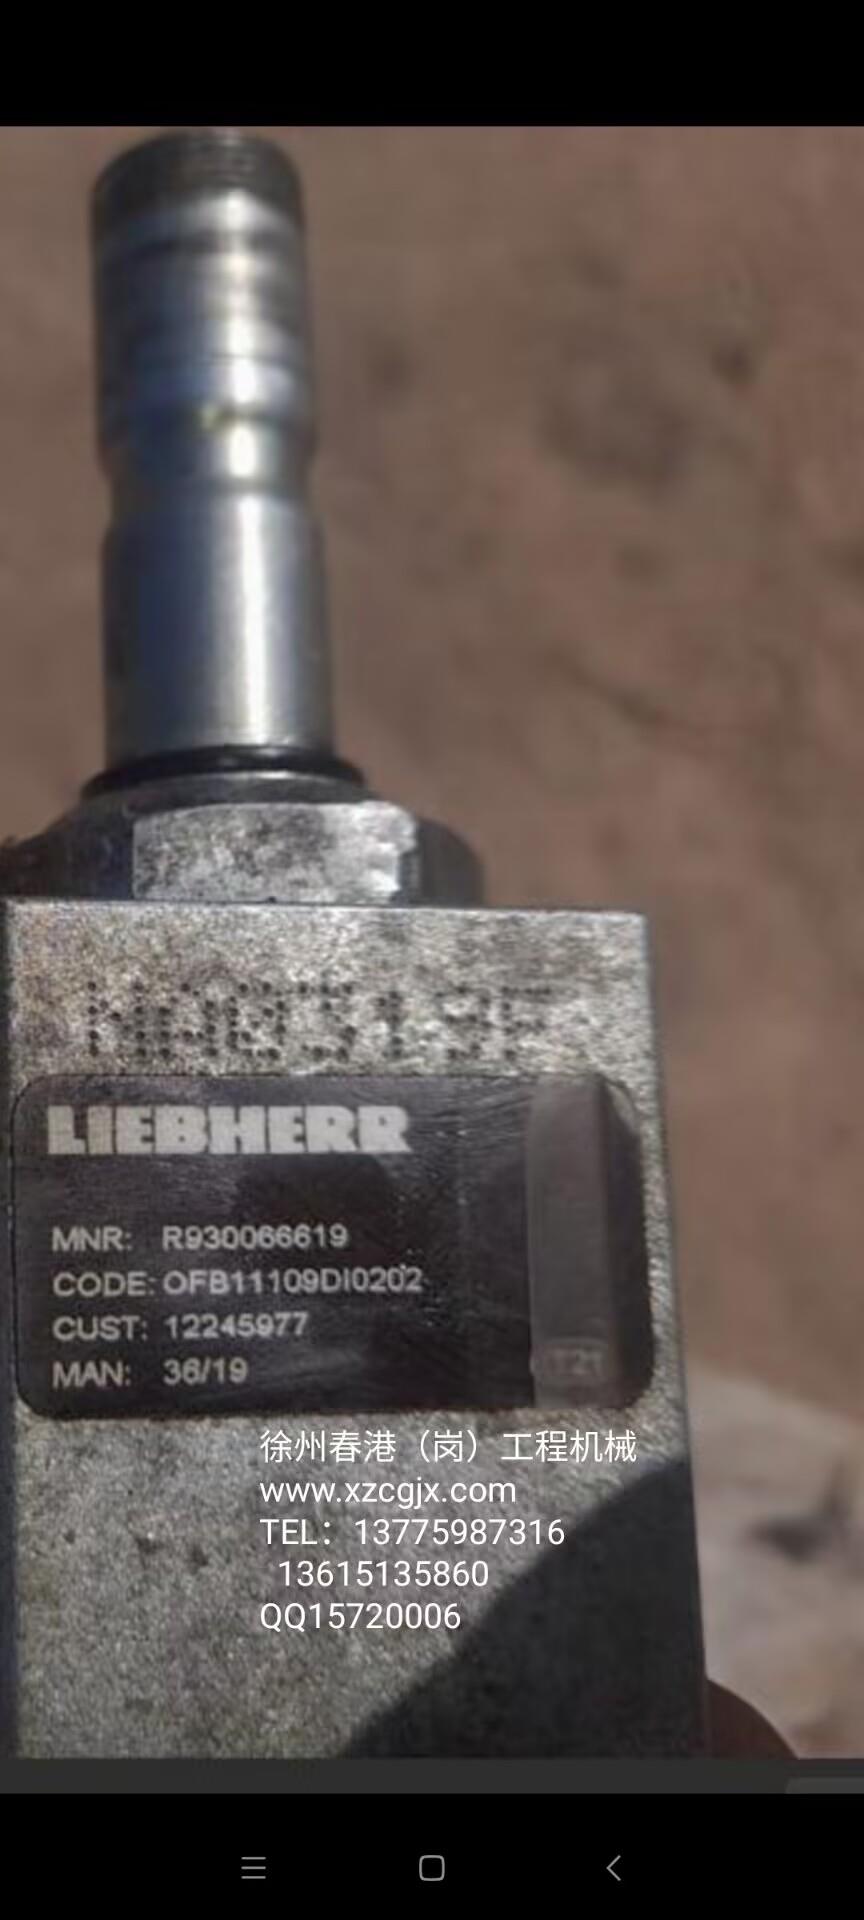 LIEBHERR
MNR: R930066619
CODE: OFB11109DI0202
CUST: 12245977
MAN: 36/19
徐州春港（岗）工程机械
www.xzcgjx.com
TEL：13775987316
13615135860
QQ15720006